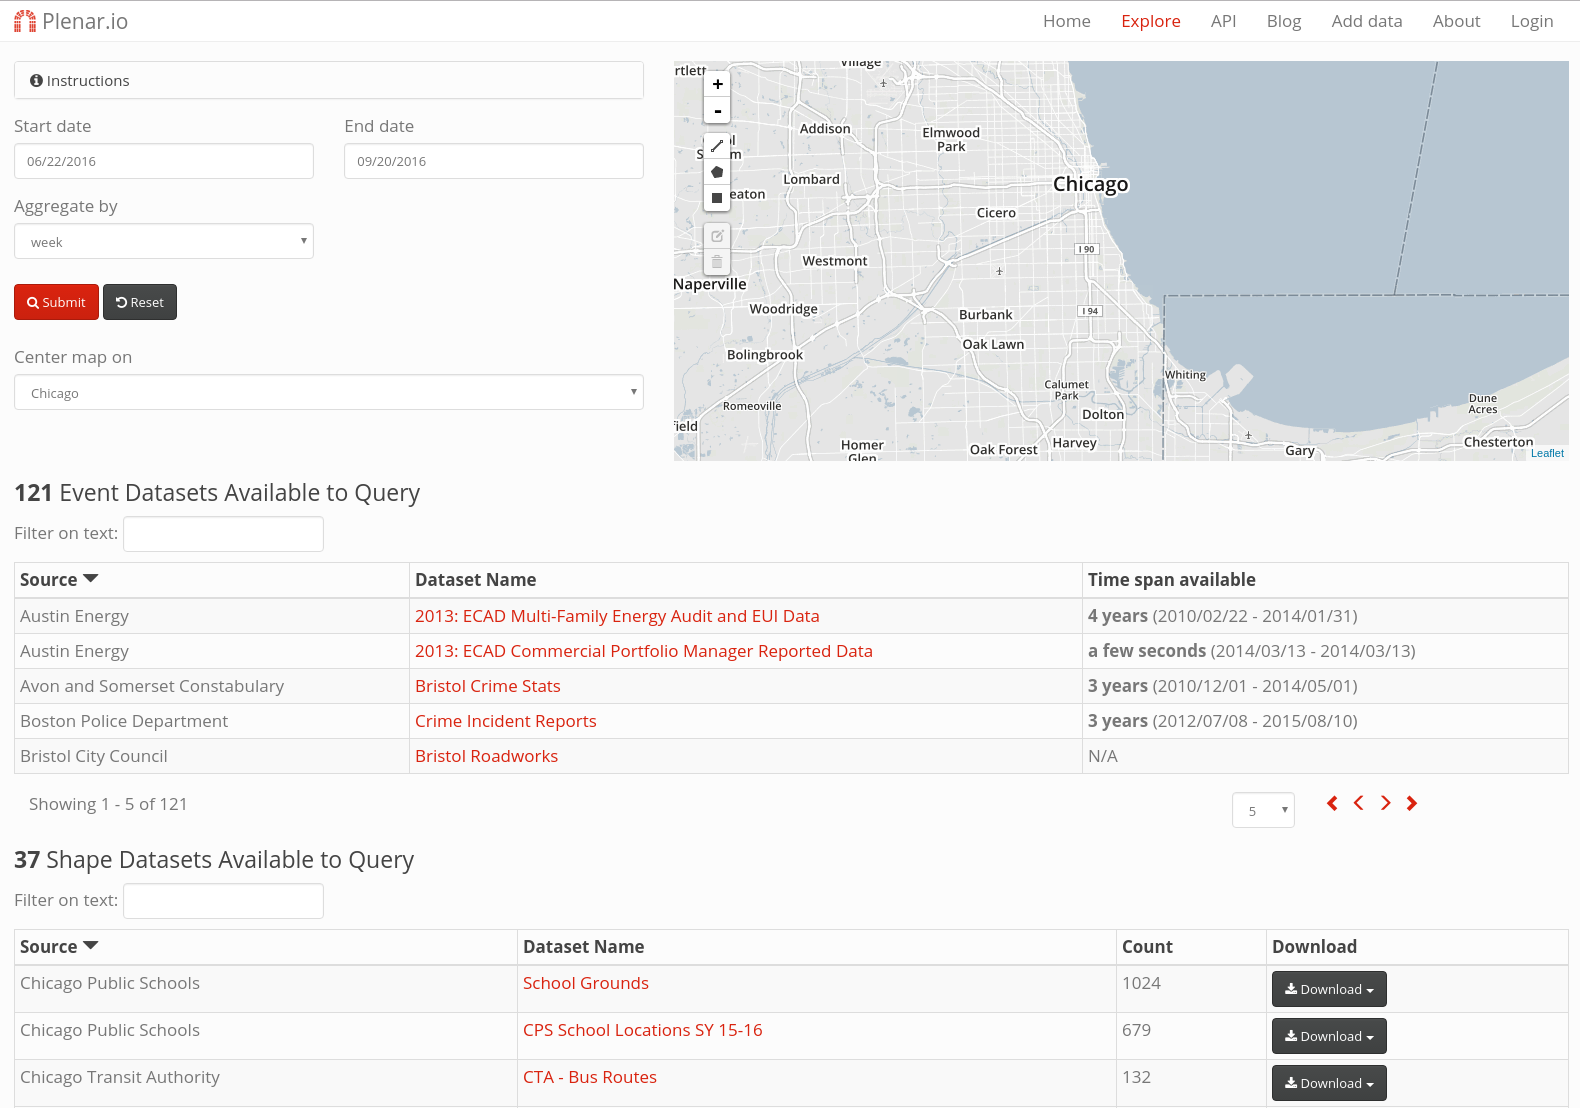 Plenar.io
Home Explore API Blog Add data About Login
Instructions
Start date End date
06/22/2016 09/20/2016
Aggregate by
week
Submit Reset
Center map on
Chicago
rtlett
Village
+
-
Addison
Elmwood
Park
Lombard
Chicago
eaton
Cicero
I 90
Westmont
Naperville
Woodridge
I 94
Burbank
Oak Lawn
Bolingbrook
Whiting
Calumet
Park
Romeoville
Dolton
Dune
Acres
field
Homer
Glen
Oak Forest
Harvey
Gary
Chesterton
Leaflet
121 Event Datasets Available to Query
Filter on text:
Source Dataset Name Time span available
Austin Energy 2013: ECAD Multi-Family Energy Audit and EUI Data 4 years (2010/02/22 - 2014/01/31)
Austin Energy 2013: ECAD Commercial Portfolio Manager Reported Data a few seconds (2014/03/13 - 2014/03/13)
Avon and Somerset Constabulary Bristol Crime Stats 3 years (2010/12/01 - 2014/05/01)
Boston Police Department Crime Incident Reports 3 years (2012/07/08 - 2015/08/10)
Bristol City Council Bristol Roadworks N/A
Showing 1 - 5 of 121 5
37 Shape Datasets Available to Query
Filter on text:
Source Dataset Name Count Download
Chicago Public Schools School Grounds 1024 Download
Chicago Public Schools CPS School Locations SY 15-16 679 Download
Chicago Transit Authority CTA - Bus Routes 132 Download